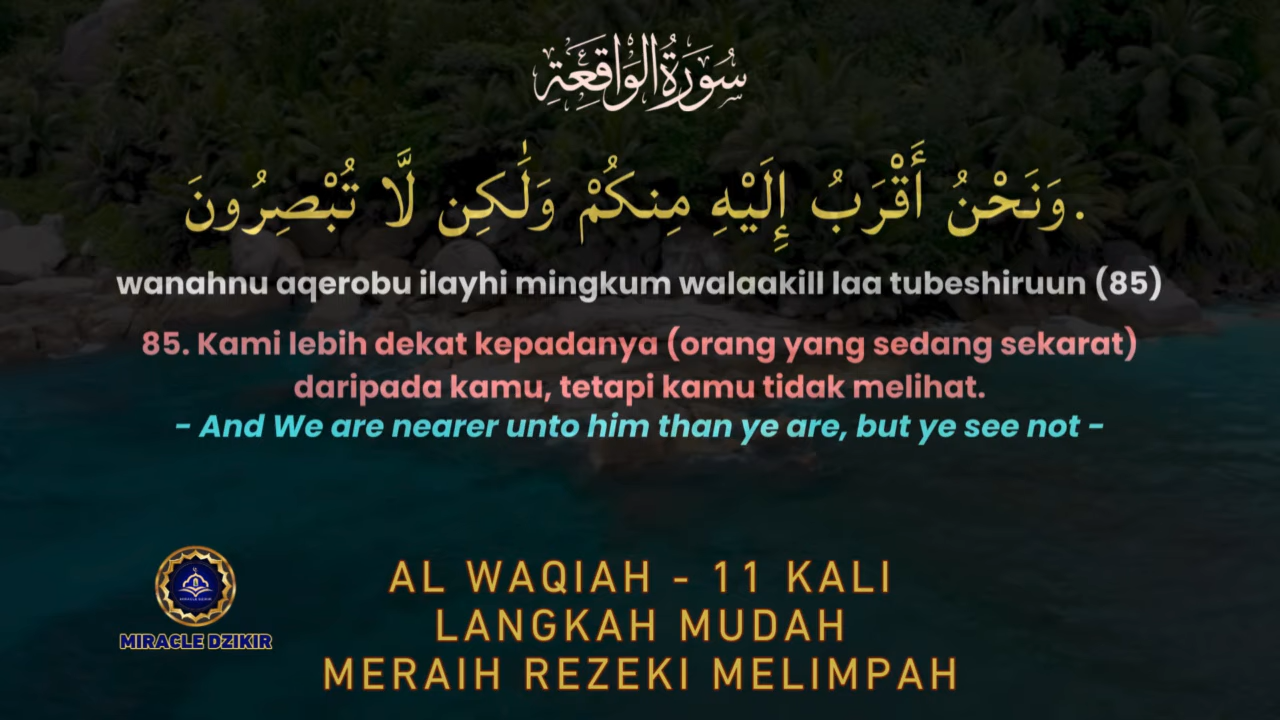 سُورَةُ الْوَاقِعَةِ
وَنَحْنُ أَقْرَبُ إِلَيْهِ مِنكُمْ وَلَٰكِن لَّا تُبْصِرُونَ.
wanahnu aqerobu ilayhi mingkum walaakill laa tubeshiruun (85)
85. Kami lebih dekat kepadanya (orang yang sedang sekarat)
daripada kamu, tetapi kamu tidak melihat.
- And We are nearer unto him than ye are, but ye see not -
AL WAQIAH - 11 KALI
LANGKAH MUDAH
MERAIH REZEKI MELIMPAH
MIRACLE DZIKIR